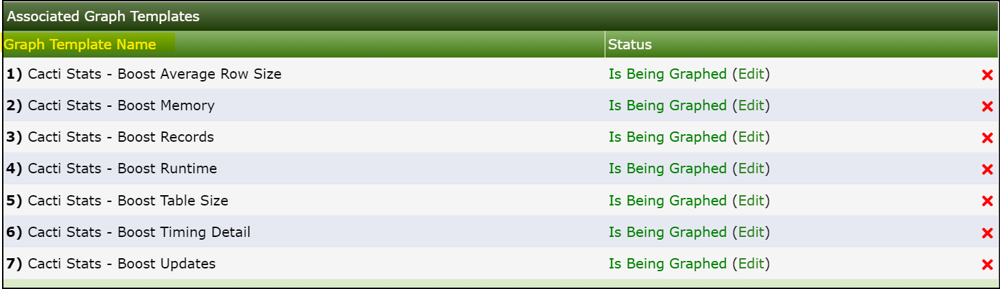 Associated Graph Templates
Graph Template Name Status
1) Cacti Stats - Boost Average Row Size Is Being Graphed (Edit)
2) Cacti Stats - Boost Memory Is Being Graphed (Edit)
3) Cacti Stats - Boost Records Is Being Graphed (Edit)
4) Cacti Stats - Boost Runtime Is Being Graphed (Edit)
5) Cacti Stats - Boost Table Size Is Being Graphed (Edit)
6) Cacti Stats - Boost Timing Detail Is Being Graphed (Edit)
7) Cacti Stats - Boost Updates Is Being Graphed (Edit)